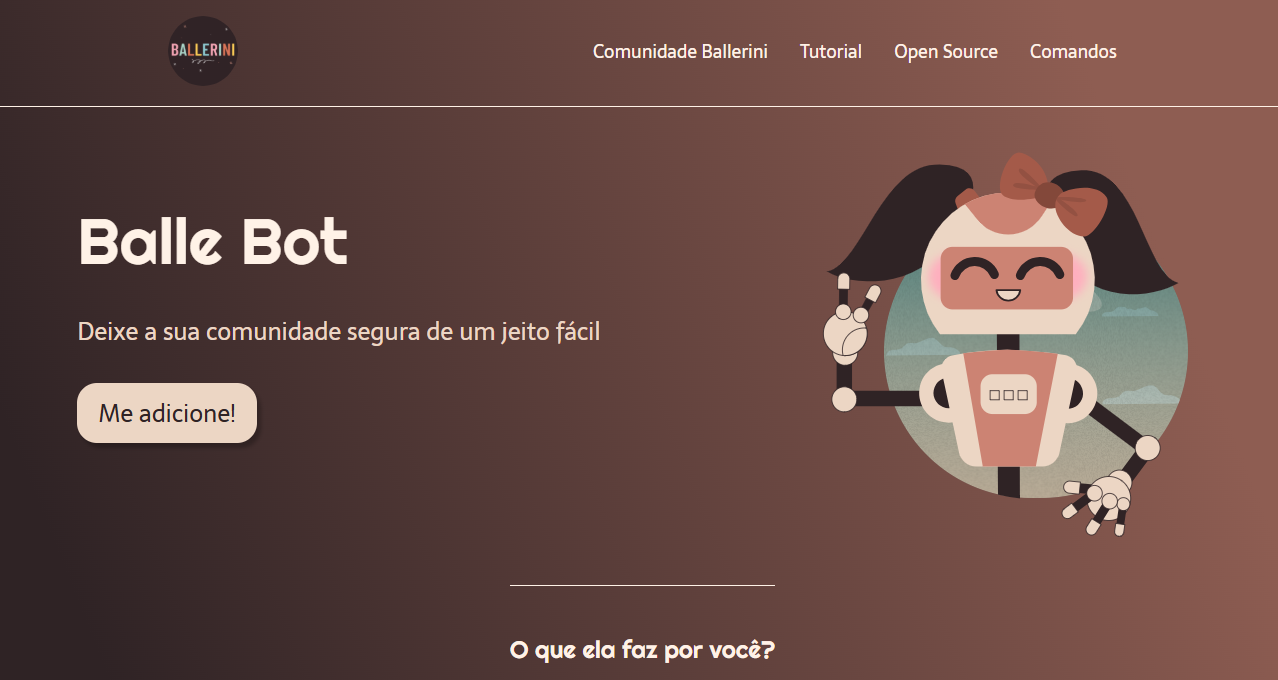 BALLERINI
Comunidade Ballerini
Tutorial
Open Source
Comandos
Balle Bot
Deixe a sua comunidade segura de um jeito fácil
Me adicione!
O que ela faz por você?